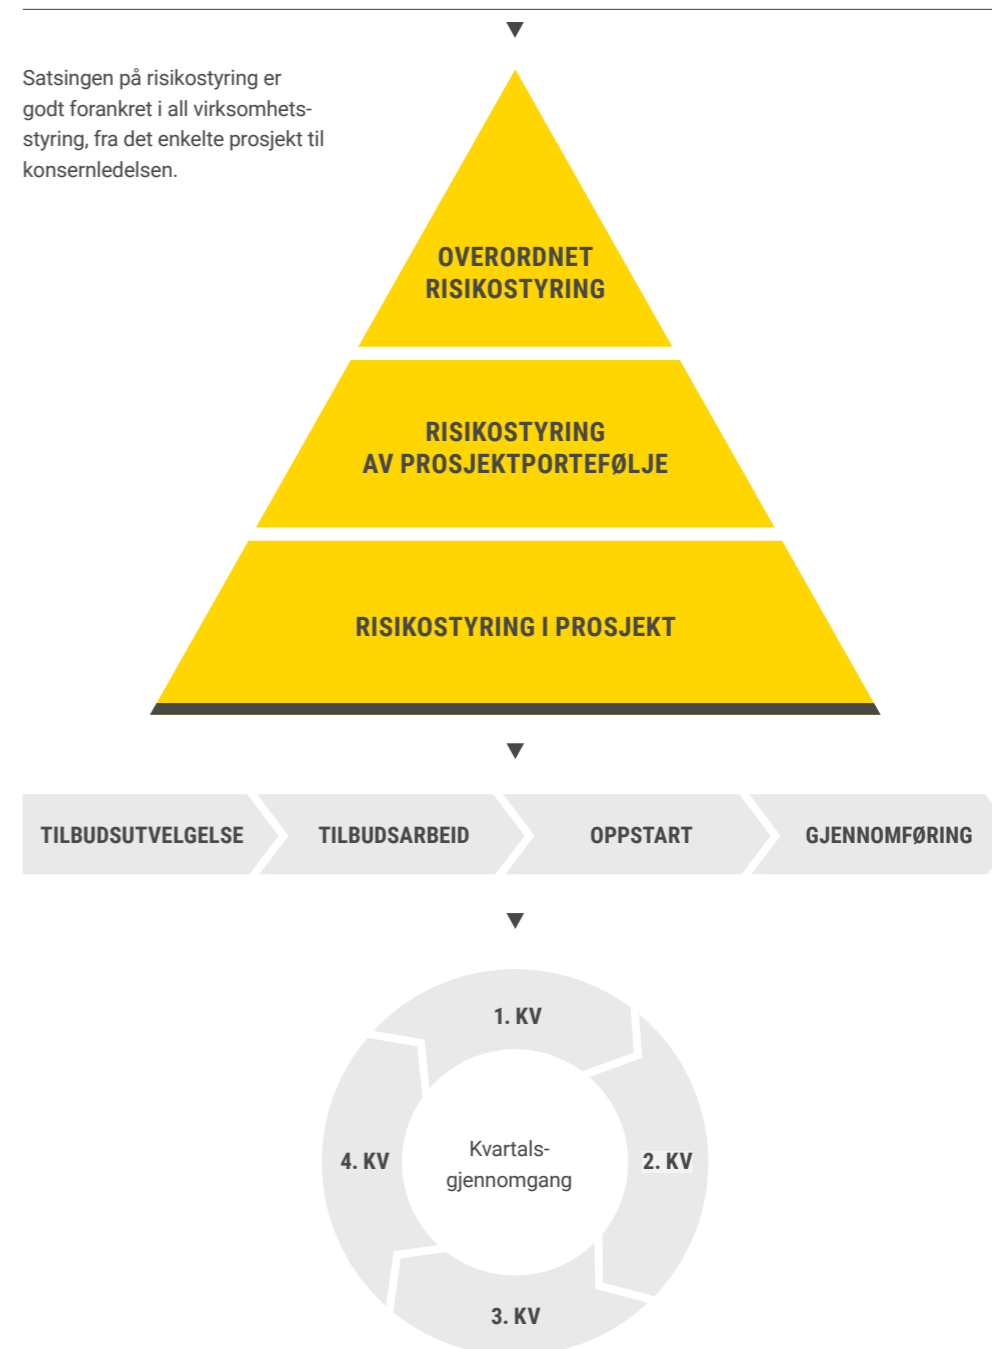 Satsingen på risikostyring er
godt forankret i all virksomhets-
styring, fra det enkelte prosjekt til
konsernledelsen.
OVERORDNET
RISIKOSTYRING
RISIKOSTYRING
AV PROSJEKTPORTEFØLJE
RISIKOSTYRING I PROSJEKT
TILBUDSUTVELGELSE
TILBUDSARBEID
OPPSTART
GJENNOMFØRING
1. KV
2. KV
3. KV
4. KV
Kvartals-
gjennomgang